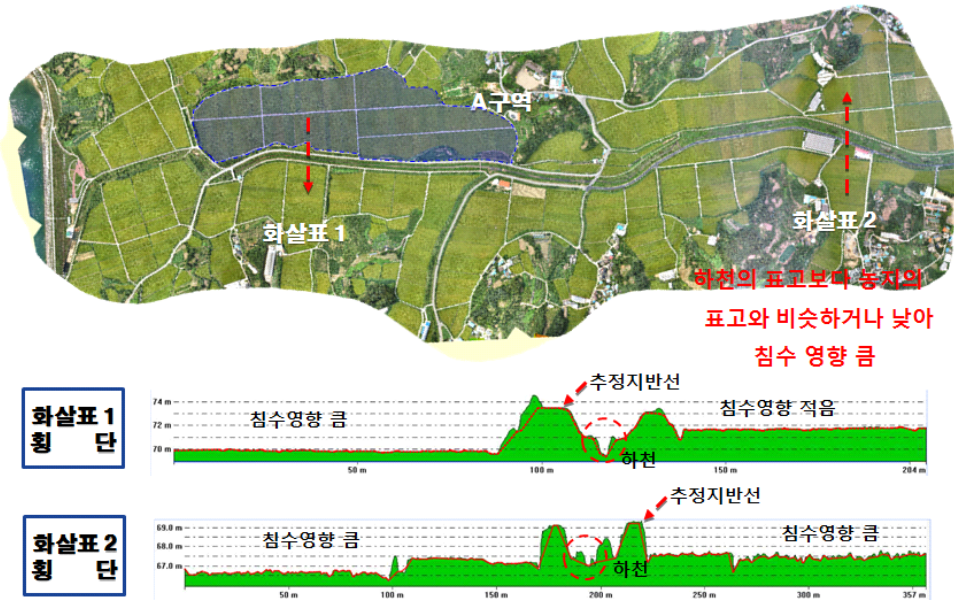 A구역
화살표 1
화살표 2
하천의 표고보다 농지의
표고와 비슷하거나 낮아
침수 영향 큼
화살표 1
횡 단
74 m
72 m
70 m
침수영향 큼
추정지반선
하천
침수영향 적음
50 m
100 m
150 m
204 m
화살표 2
횡 단
69.0 m
68.0 m
67.0 m
침수영향 큼
추정지반선
하천
침수영향 큼
50 m
100 m
150 m
200 m
250 m
300 m
357 m